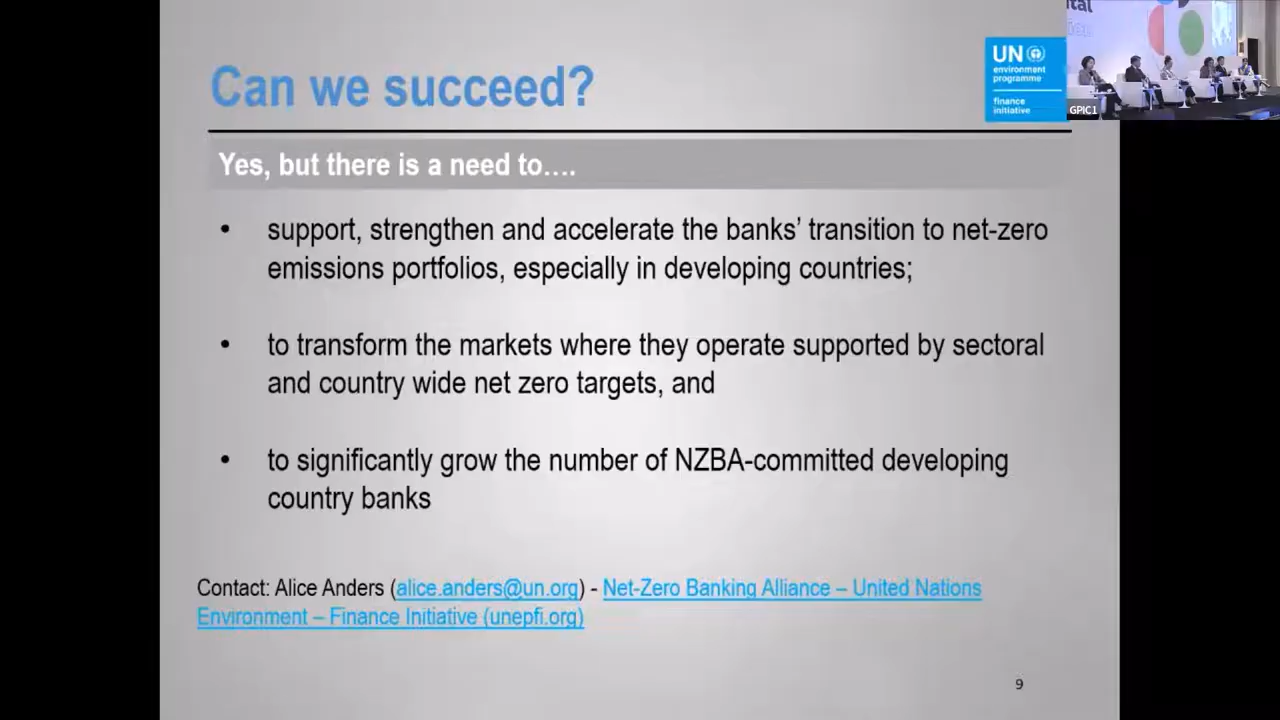 Can we succeed?
UN
environment
programme
finance
initiative
GPIC1
Yes, but there is a need to….
• support, strengthen and accelerate the banks’ transition to net-zero
emissions portfolios, especially in developing countries;
• to transform the markets where they operate supported by sectoral
and country wide net zero targets, and
• to significantly grow the number of NZBA-committed developing
country banks
Contact: Alice Anders (alice.anders@un.org) - Net-Zero Banking Alliance – United Nations
Environment – Finance Initiative (unepfi.org)
9